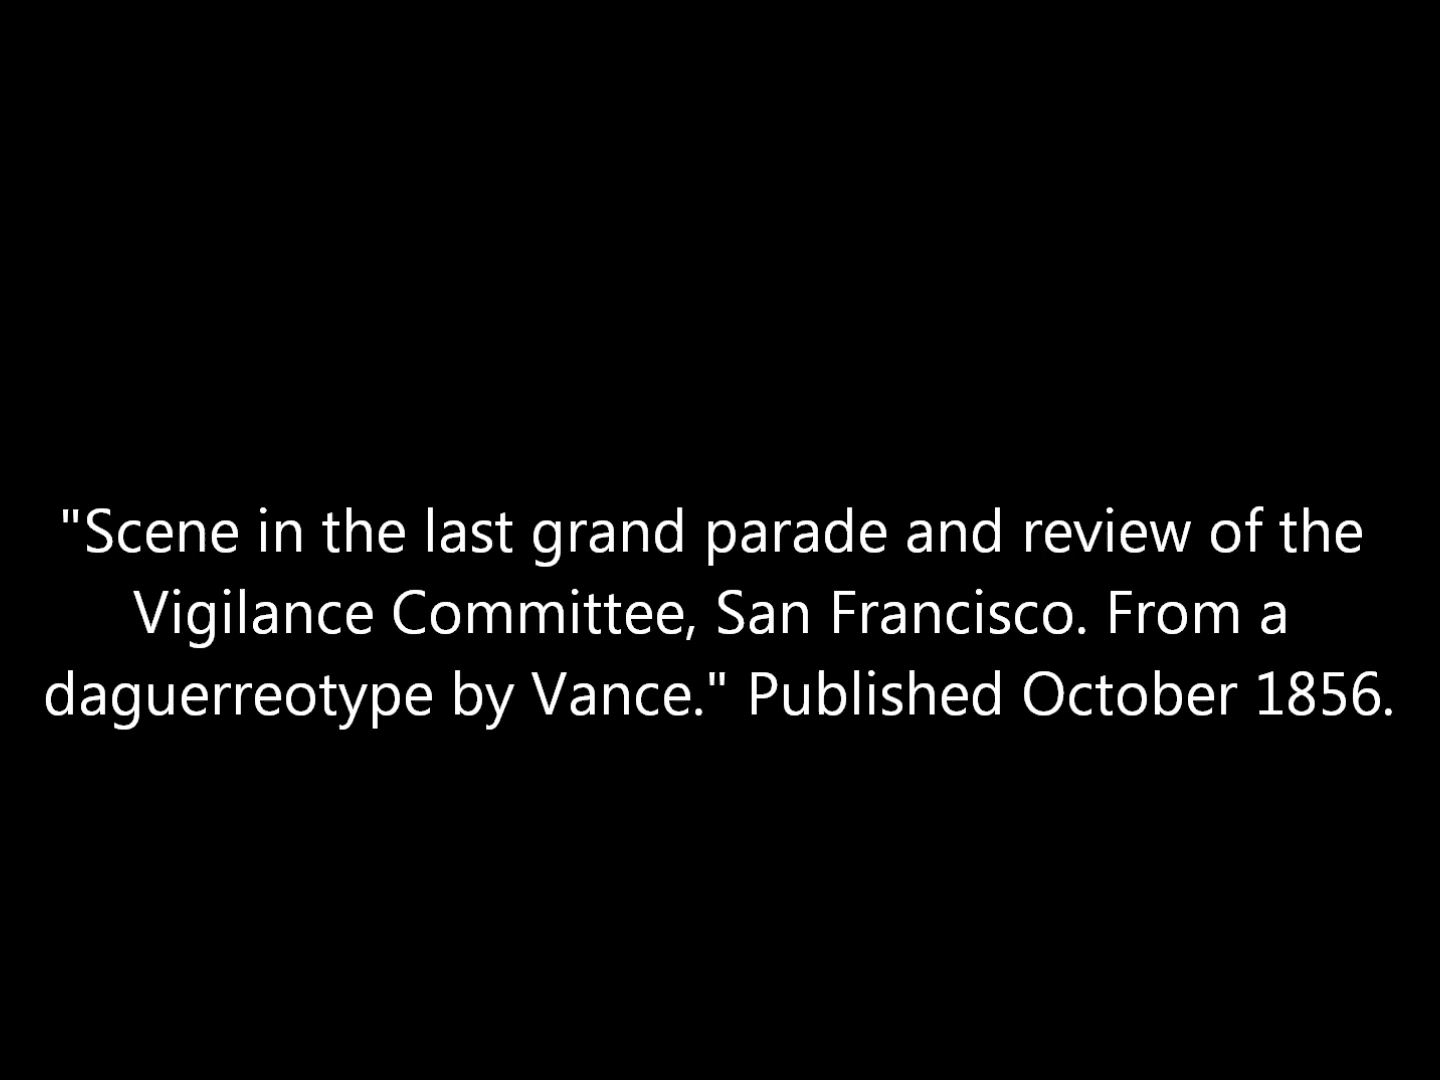 "Scene in the last grand parade and review of the
Vigilance Committee, San Francisco. From a
daguerreotype by Vance." Published October 1856.